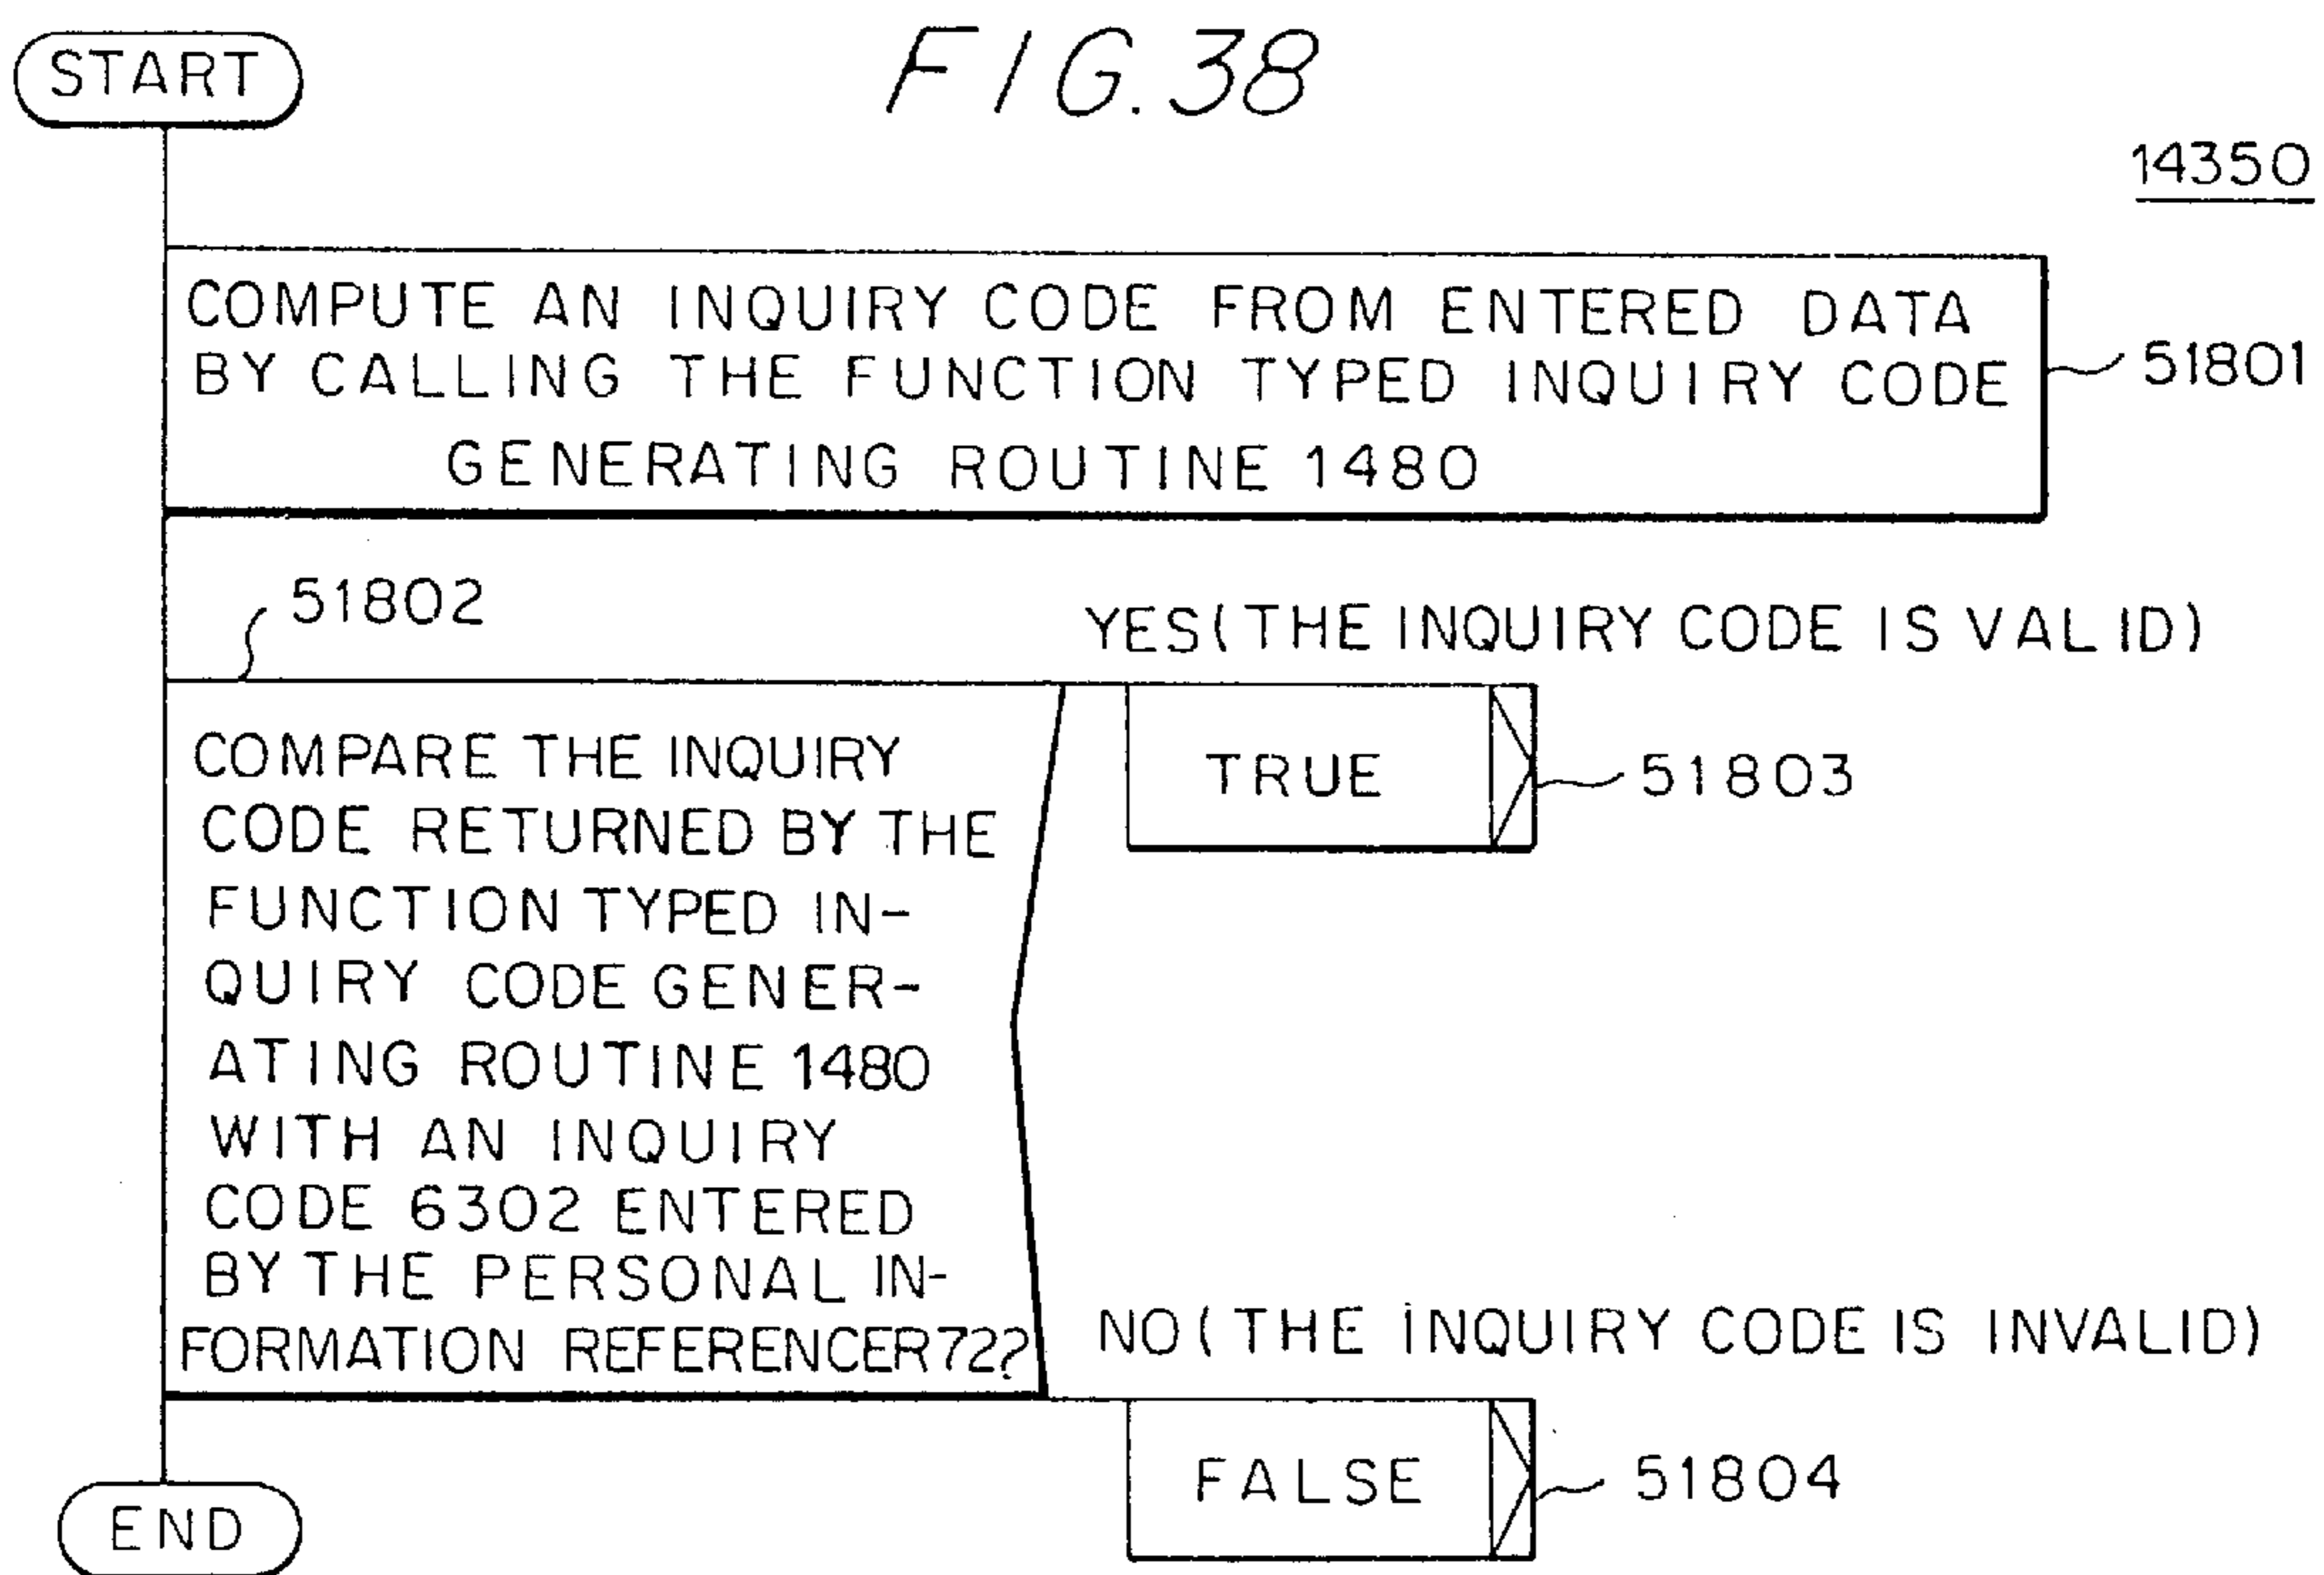 FIG. 38
START
14350
COMPUTE AN INQUIRY CODE FROM ENTERED DATA
BY CALLING THE FUNCTION TYPED INQUIRY CODE
GENERATING ROUTINE 1480
51801
51802
YES (THE INQUIRY CODE IS VALID)
COMPARE THE INQUIRY
CODE RETURNED BY THE
FUNCTION TYPED IN-
QUIRY CODE GENER-
ATING ROUTINE 1480
WITH AN INQUIRY
CODE 6302 ENTERED
BY THE PERSONAL IN-
FORMATION REFERENCER 72?
TRUE
51803
NO (THE INQUIRY CODE IS INVALID)
FALSE
51804
END